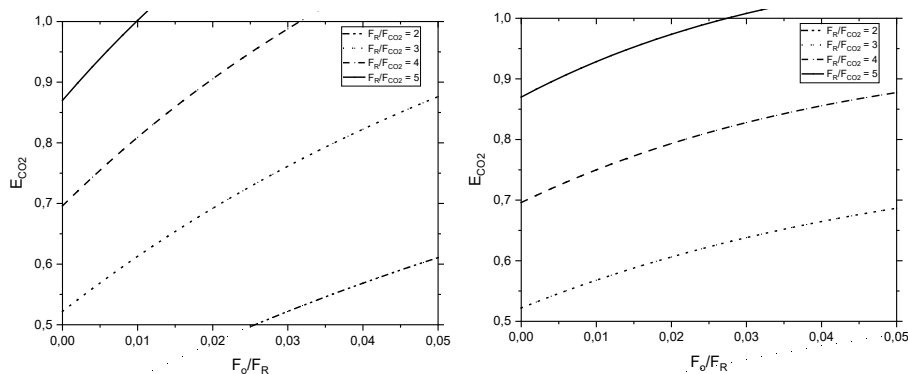 F_R/F_CO2 = 2
F_R/F_CO2 = 3
F_R/F_CO2 = 4
F_R/F_CO2 = 5
1,0
0,9
0,8
0,7
0,6
0,5
E_CO2
0,00 0,01 0,02 0,03 0,04 0,05
F_o/F_R
F_R/F_CO2 = 2
F_R/F_CO2 = 3
F_R/F_CO2 = 4
F_R/F_CO2 = 5
1,0
0,9
0,8
0,7
0,6
0,5
E_CO2
0,00 0,01 0,02 0,03 0,04 0,05
F_o/F_R